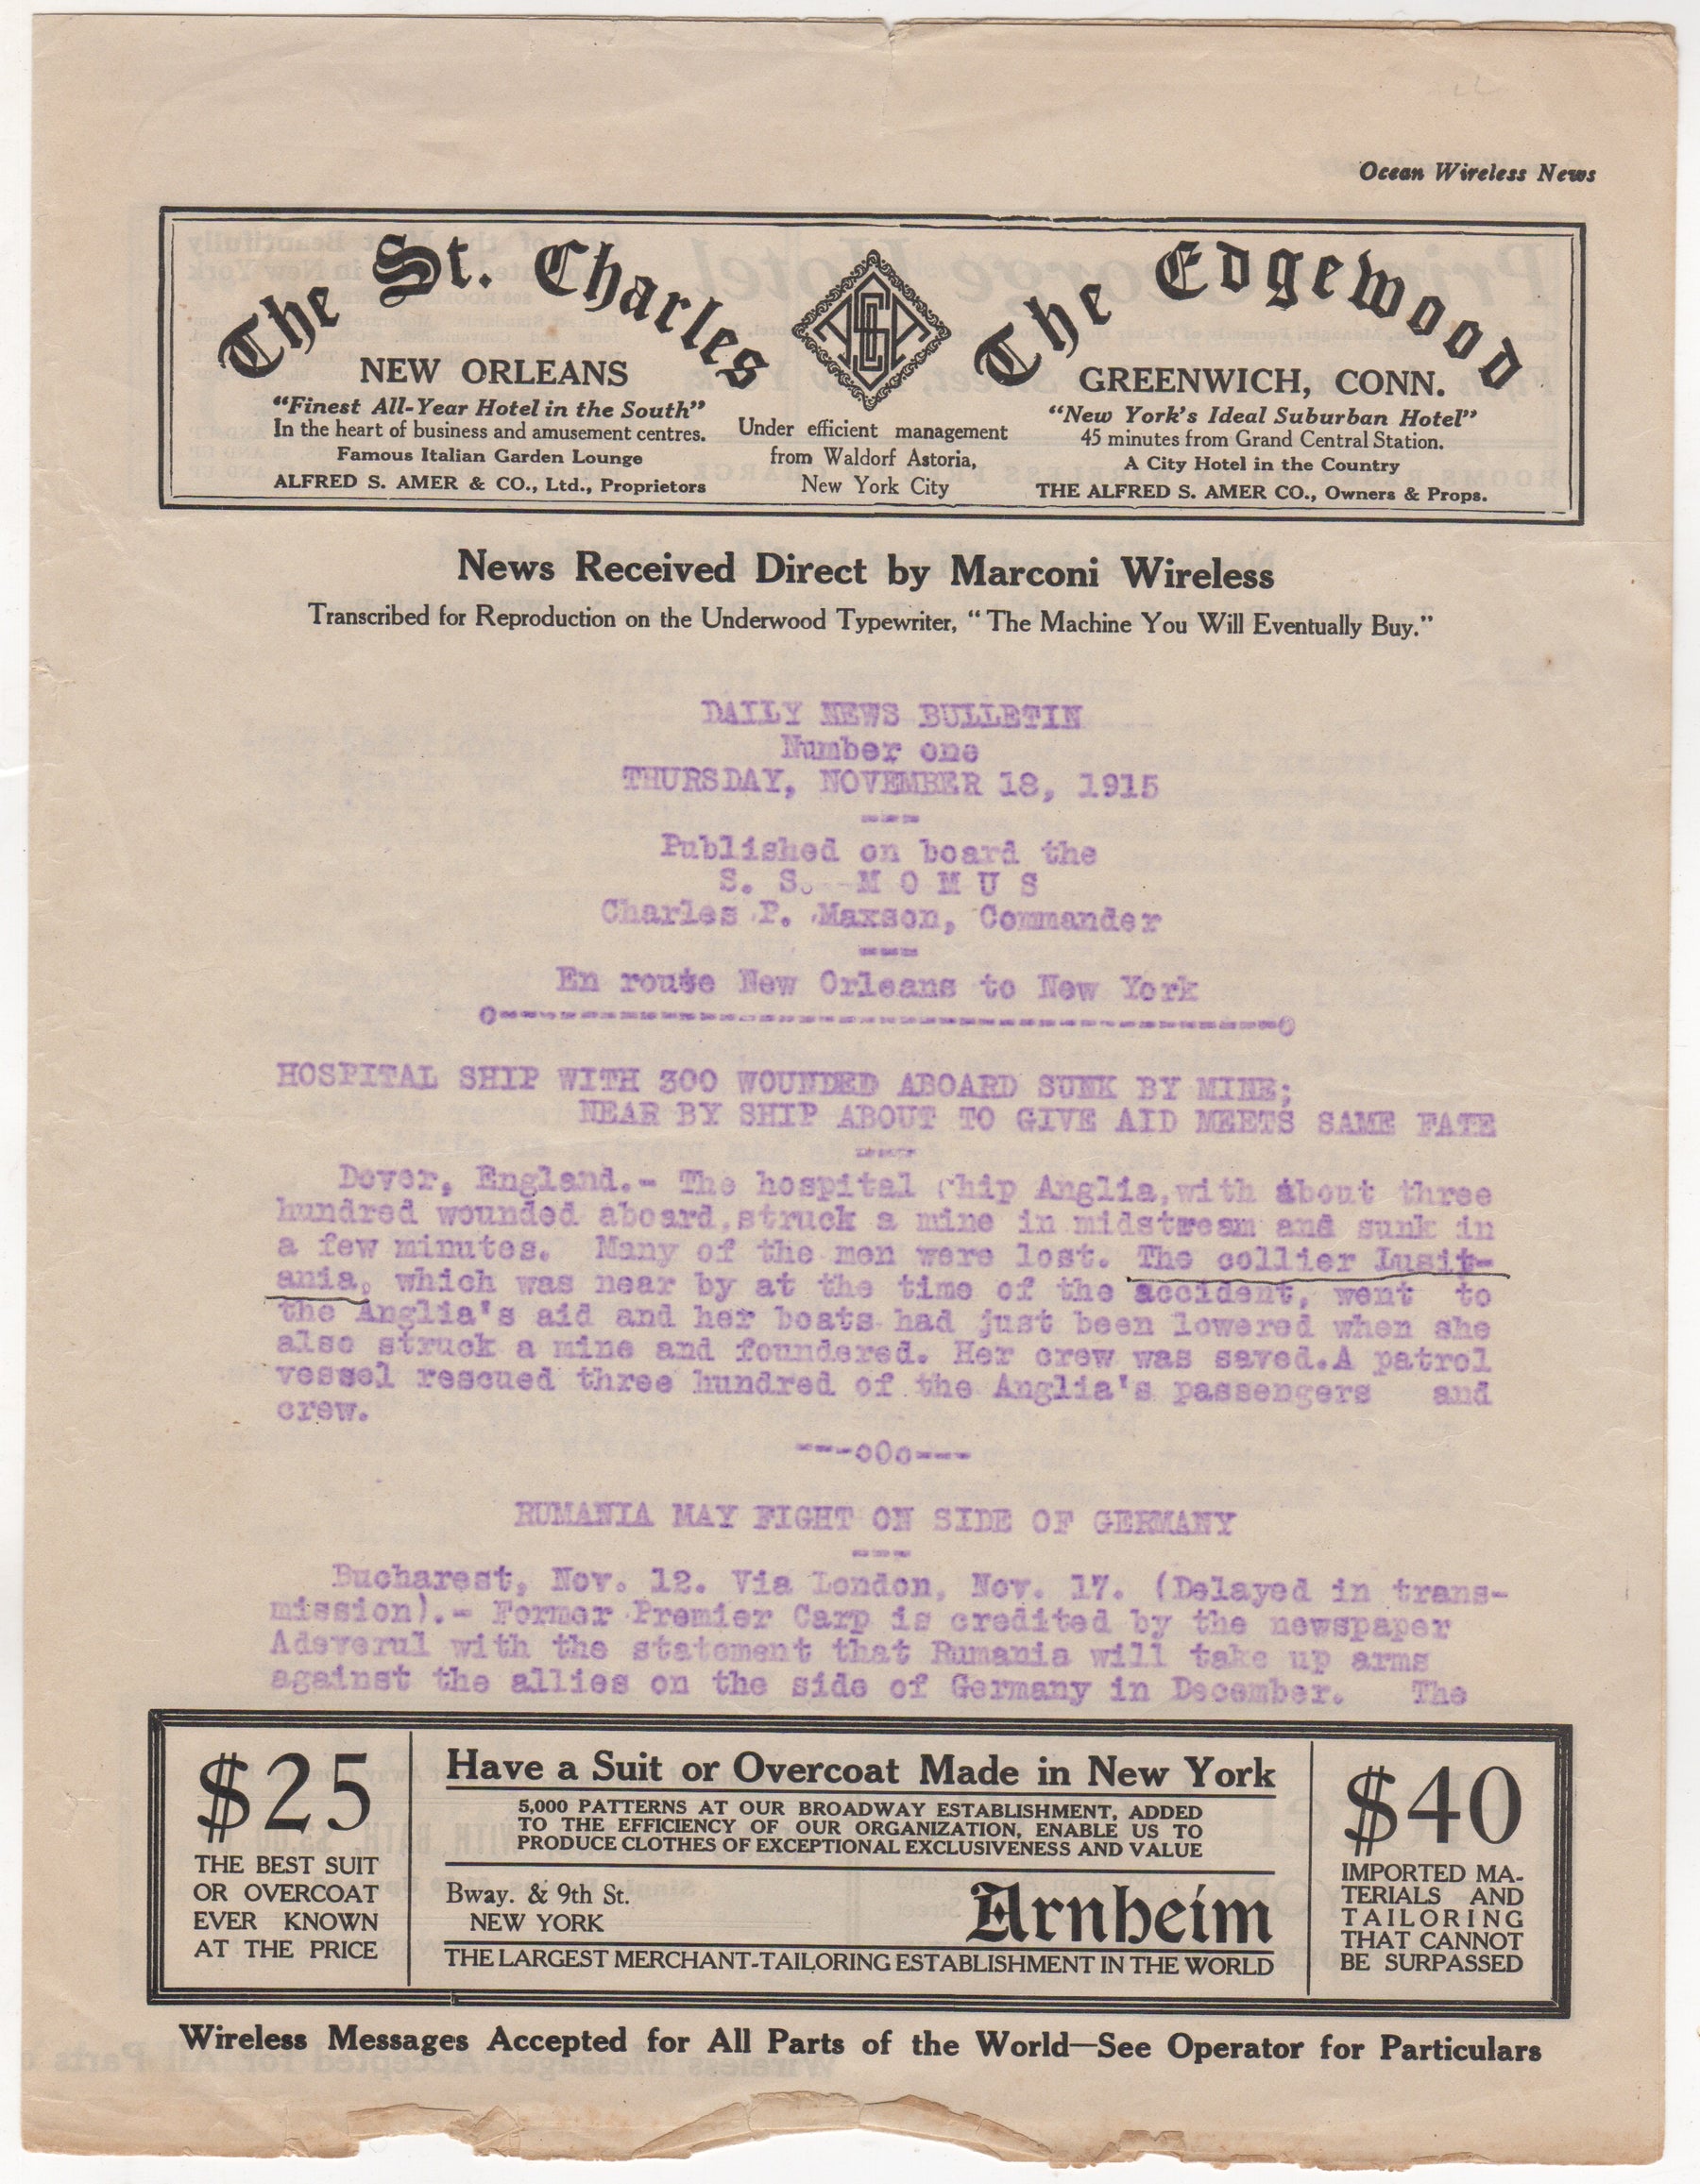 Ocean Wireless News
The St. Charles
NEW ORLEANS
"Finest All-Year Hotel in the South"
In the heart of business and amusement centres.
Famous Italian Garden Lounge
ALFRED S. AMER & CO., Ltd., Proprietors
Under efficient management
from Waldorf Astoria,
New York City
The Edgewood
GREENWICH, CONN.
"New York's Ideal Suburban Hotel"
45 minutes from Grand Central Station.
A City Hotel in the Country
THE ALFRED S. AMER CO., Owners & Props.
News Received Direct by Marconi Wireless
Transcribed for Reproduction on the Underwood Typewriter, "The Machine You Will Eventually Buy."
DAILY NEWS BULLETIN
Number one
THURSDAY, NOVEMBER 18, 1915
---
Published on board the
S. S. M O M U S
Charles P. Maxson, Commander
---
En route New Orleans to New York
o----------------------------------------o
HOSPITAL SHIP WITH 300 WOUNDED ABOARD SUNK BY MINE;
NEAR BY SHIP ABOUT TO GIVE AID MEETS SAME FATE
---
Dover, England.- The hospital ship Anglia,with about three
hundred wounded aboard,struck a mine in midstream and sunk in
a few minutes. Many of the men were lost. The collier Lusit-
ania, which was near by at the time of the accident, went to
the Anglia's aid and her boats had just been lowered when she
also struck a mine and foundered. Her crew was saved.A patrol
vessel rescued three hundred of the Anglia's passengers and
crew.
---oOo---
RUMANIA MAY FIGHT ON SIDE OF GERMANY
---
Bucharest, Nov. 12. Via London, Nov. 17. (Delayed in trans-
mission).- Former Premier Carp is credited by the newspaper
Adeverul with the statement that Rumania will take up arms
against the allies on the side of Germany in December. The
$25
THE BEST SUIT
OR OVERCOAT
EVER KNOWN
AT THE PRICE
Have a Suit or Overcoat Made in New York
5,000 PATTERNS AT OUR BROADWAY ESTABLISHMENT, ADDED
TO THE EFFICIENCY OF OUR ORGANIZATION, ENABLE US TO
PRODUCE CLOTHES OF EXCEPTIONAL EXCLUSIVENESS AND VALUE
Bway. & 9th St.
NEW YORK
Arnheim
THE LARGEST MERCHANT-TAILORING ESTABLISHMENT IN THE WORLD
$40
IMPORTED MA-
TERIALS AND
TAILORING
THAT CANNOT
BE SURPASSED
Wireless Messages Accepted for All Parts of the World—See Operator for Particulars